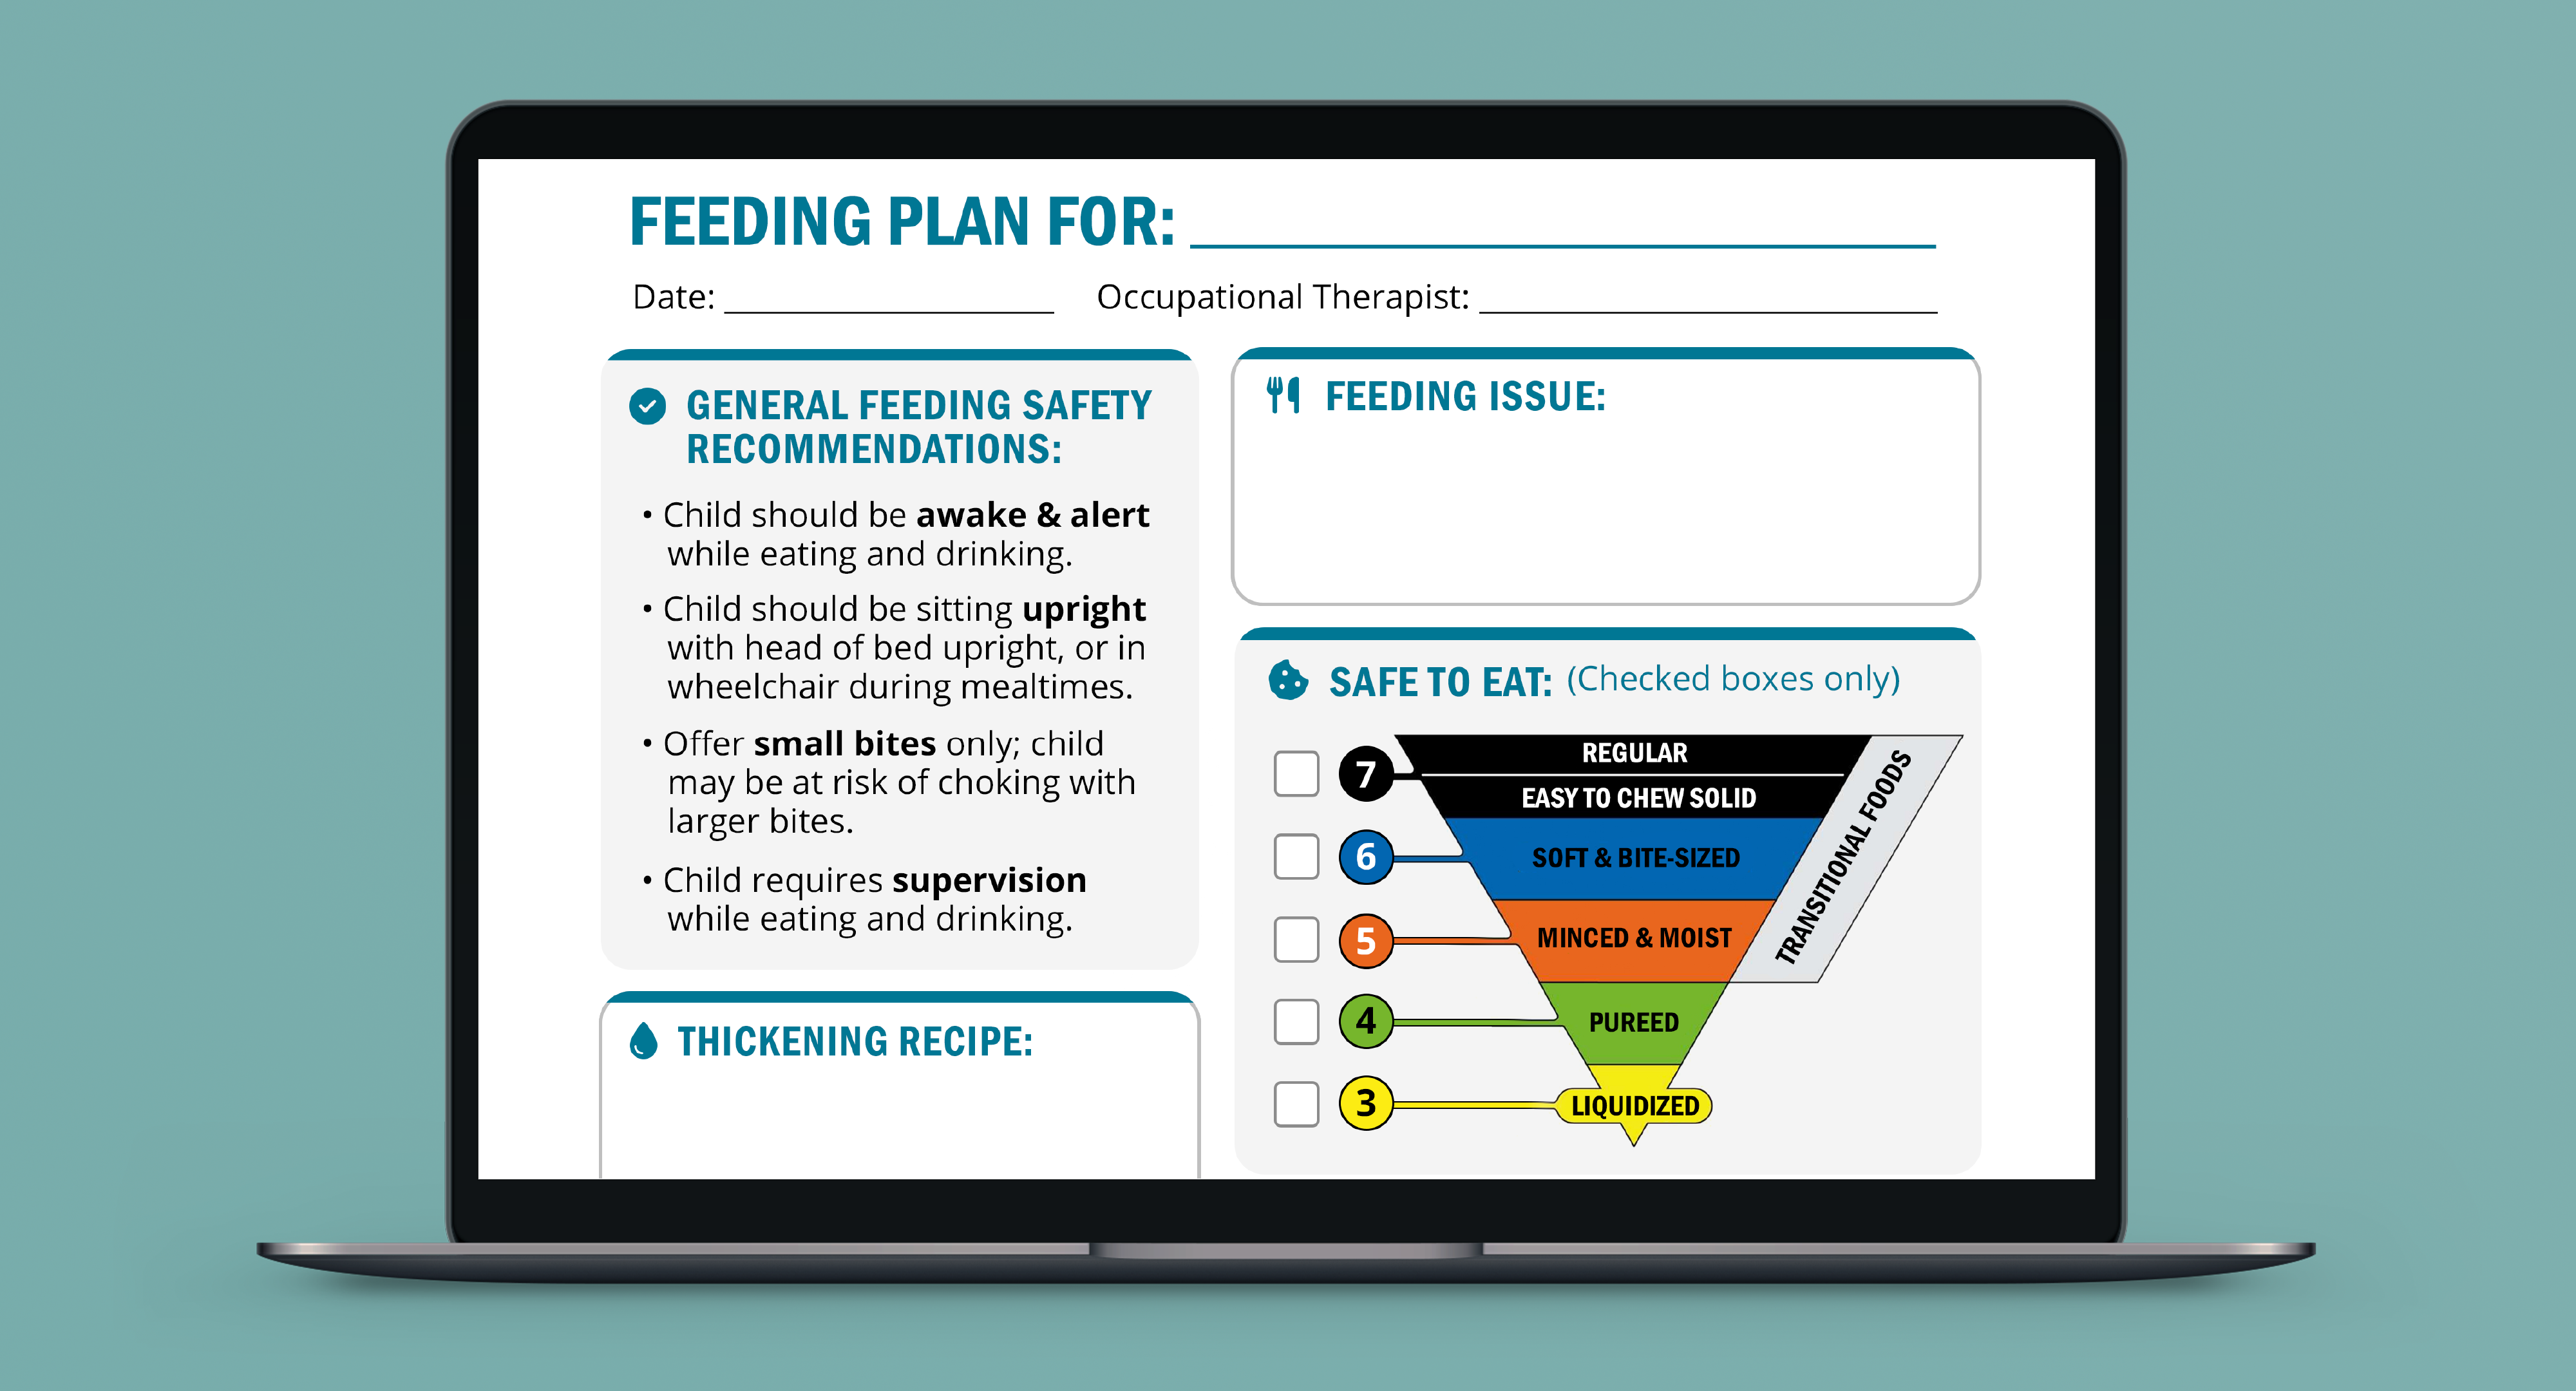 FEEDING PLAN FOR:
Date: Occupational Therapist:
GENERAL FEEDING SAFETY
RECOMMENDATIONS:
• Child should be awake & alert
while eating and drinking.
• Child should be sitting upright
with head of bed upright, or in
wheelchair during mealtimes.
• Offer small bites only; child
may be at risk of choking with
larger bites.
• Child requires supervision
while eating and drinking.
THICKENING RECIPE:
FEEDING ISSUE:
SAFE TO EAT: (Checked boxes only)
7
REGULAR
EASY TO CHEW SOLID
6 SOFT & BITE-SIZED
5 MINCED & MOIST
4 PUREED
3 LIQUIDIZED
TRANSITIONAL FOODS